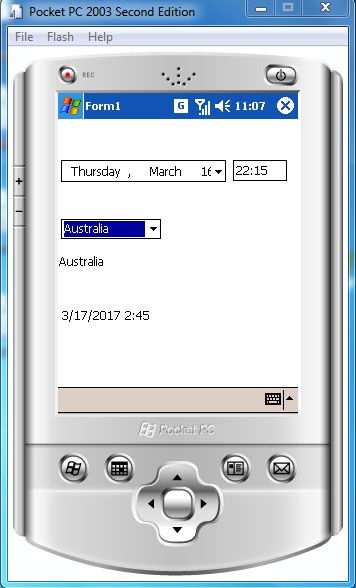 Pocket PC 2003 Second Edition
File Flash Help
REC
Form1 G 11:07
Thursday , March 16 22:15
Australia
Australia
3/17/2017 2:45
Pocket PC